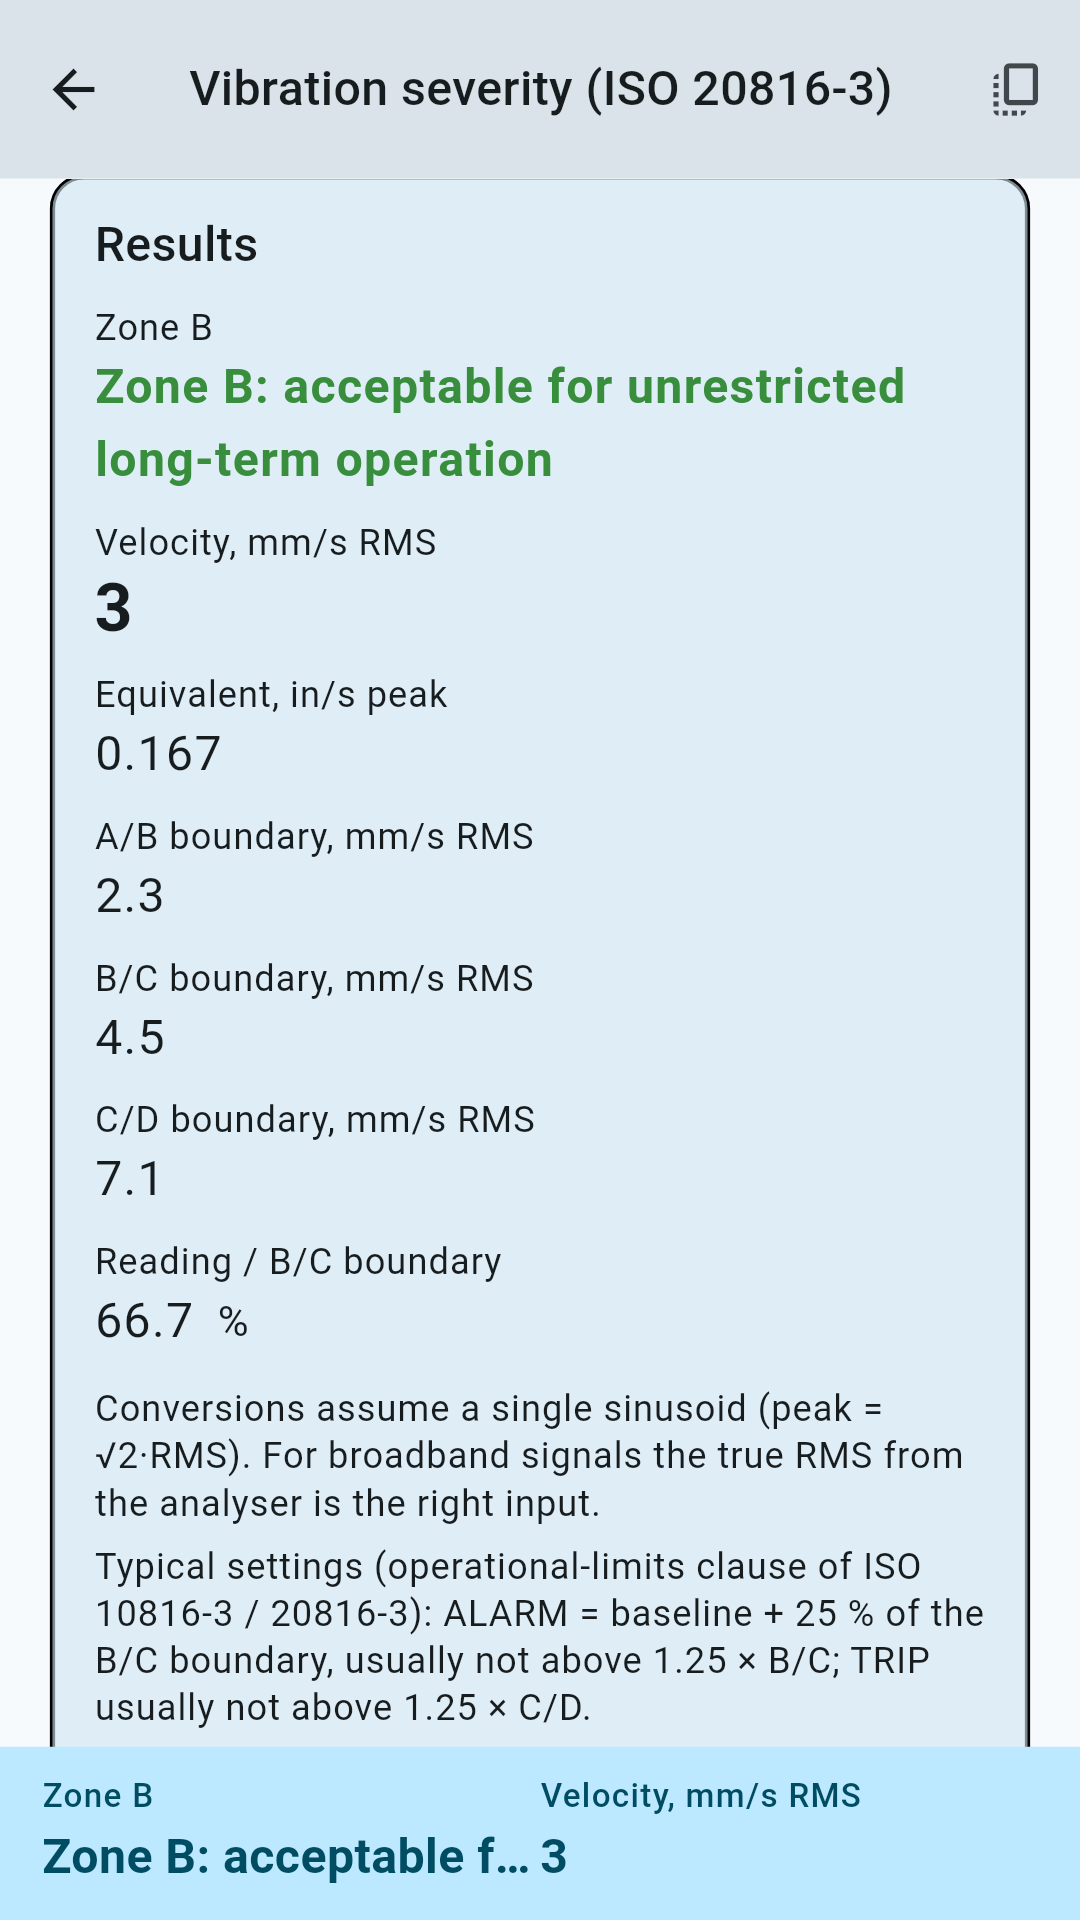 Vibration severity (ISO 20816-3)
Results
Zone B
Zone B: acceptable for unrestricted
long-term operation
Velocity, mm/s RMS
3
Equivalent, in/s peak
0.167
A/B boundary, mm/s RMS
2.3
B/C boundary, mm/s RMS
4.5
C/D boundary, mm/s RMS
7.1
Reading / B/C boundary
66.7 %
Conversions assume a single sinusoid (peak =
√2·RMS). For broadband signals the true RMS from
the analyser is the right input.
Typical settings (operational-limits clause of ISO
10816-3 / 20816-3): ALARM = baseline + 25 % of the
B/C boundary, usually not above 1.25 × B/C; TRIP
usually not above 1.25 × C/D.
Zone B
Velocity, mm/s RMS
Zone B: acceptable f... 3